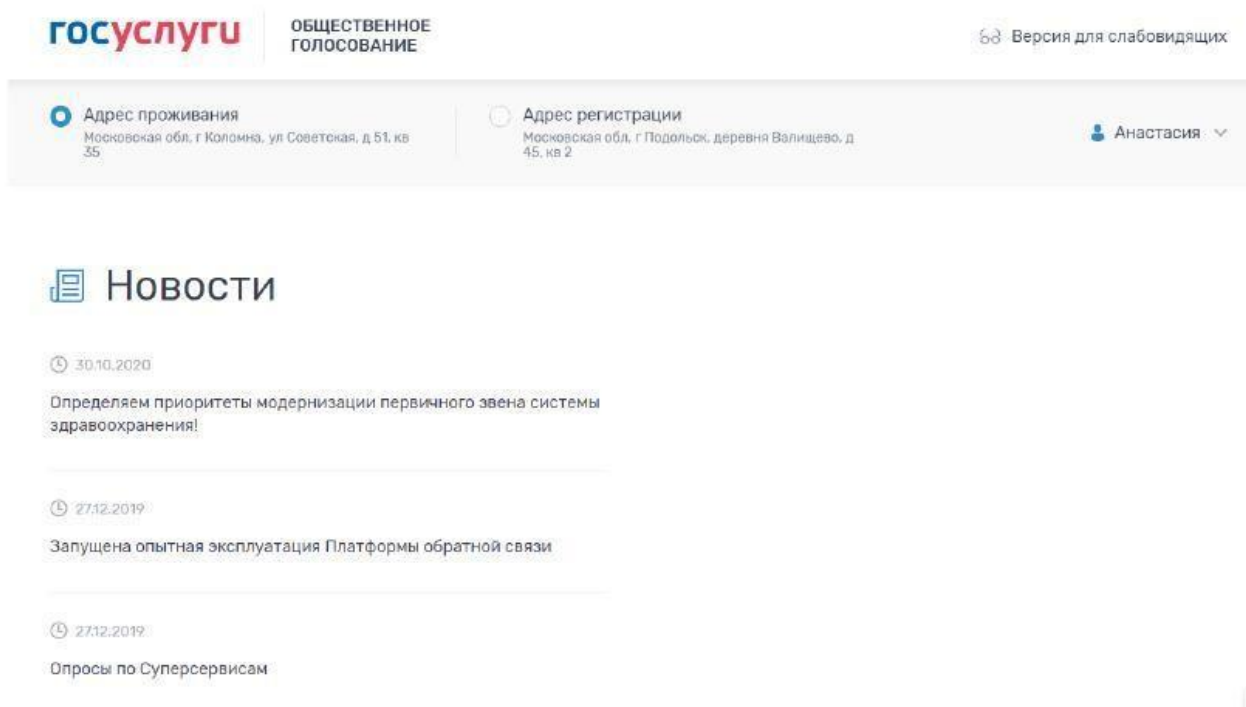 госуслуги
ОБЩЕСТВЕННОЕ
ГОЛОСОВАНИЕ
Версия для слабовидящих
Адрес проживания
Московская обл, г Коломна, ул Советская, д 51, кв
35
Адрес регистрации
Московская обл, г Подольск, деревня Валищево, д
45, кв 2
Анастасия
Новости
30.10.2020
Определяем приоритеты модернизации первичного звена системы
здравоохранения!
27.12.2019
Запущена опытная эксплуатация Платформы обратной связи
27.12.2019
Опросы по Суперсервисам